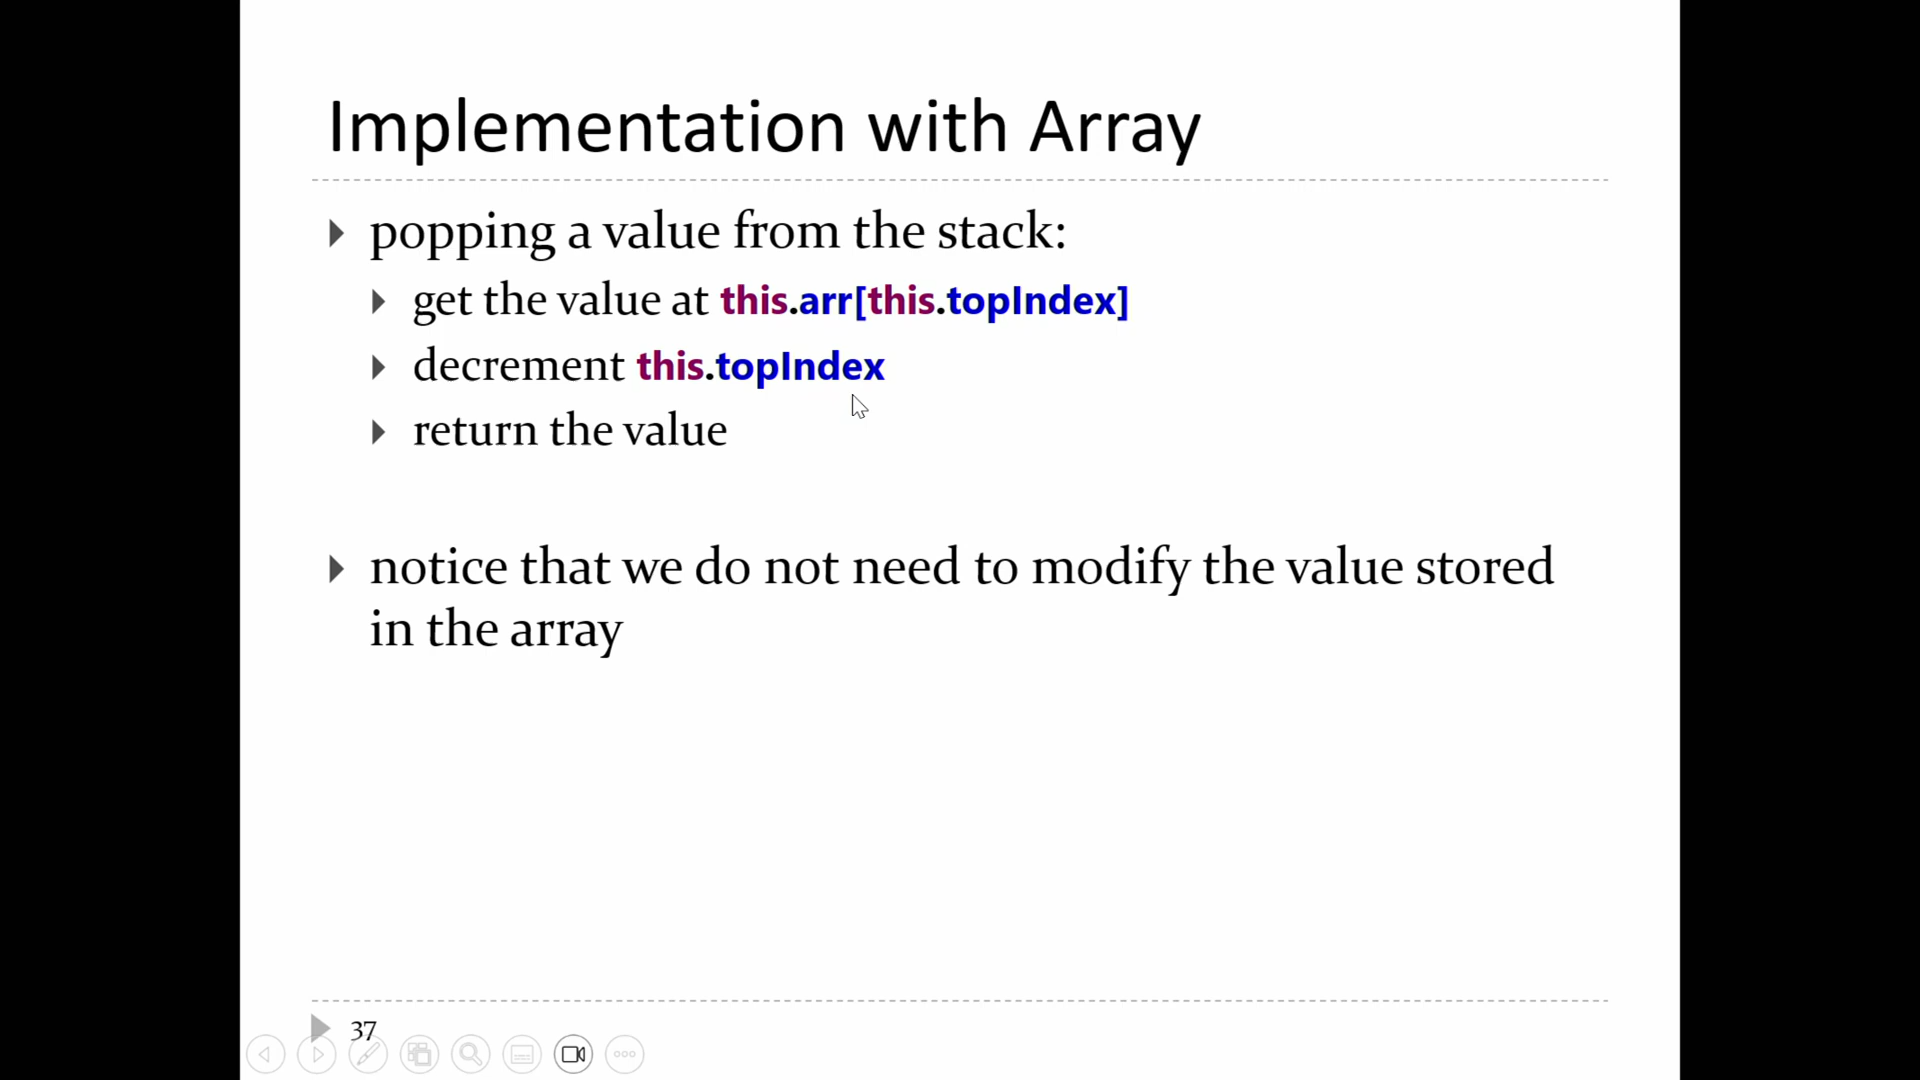 Implementation with Array
popping a value from the stack:
get the value at this.arr[this.topIndex]
decrement this.topIndex
return the value
notice that we do not need to modify the value stored
in the array
37